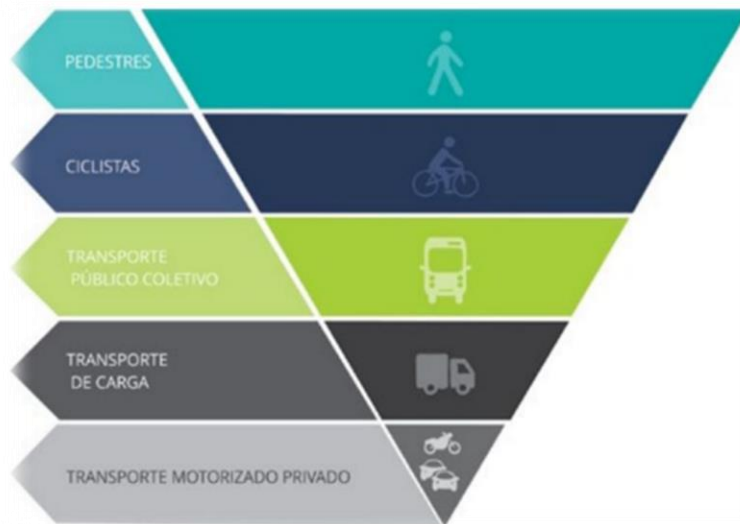 PEDESTRES
CICLISTAS
TRANSPORTE
PÚBLICO COLETIVO
TRANSPORTE
DE CARGA
TRANSPORTE MOTORIZADO PRIVADO